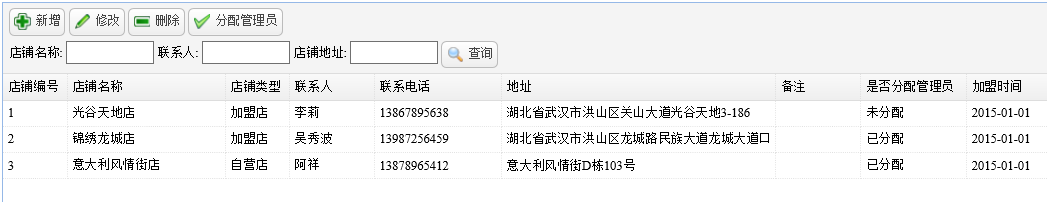 新增 修改 删除 分配管理员
店铺名称: 联系人: 店铺地址: 查询
店铺编号 店铺名称 店铺类型 联系人 联系电话 地址 备注 是否分配管理员 加盟时间
1 光谷天地店 加盟店 李莉 13867895638 湖北省武汉市洪山区关山大道光谷天地3-186 未分配 2015-01-01
2 锦绣龙城店 加盟店 吴秀波 13987256459 湖北省武汉市洪山区龙城路民族大道龙城大道口 已分配 2015-01-01
3 意大利风情街店 自营店 阿祥 13878965412 意大利风情街D栋103号 已分配 2015-01-01